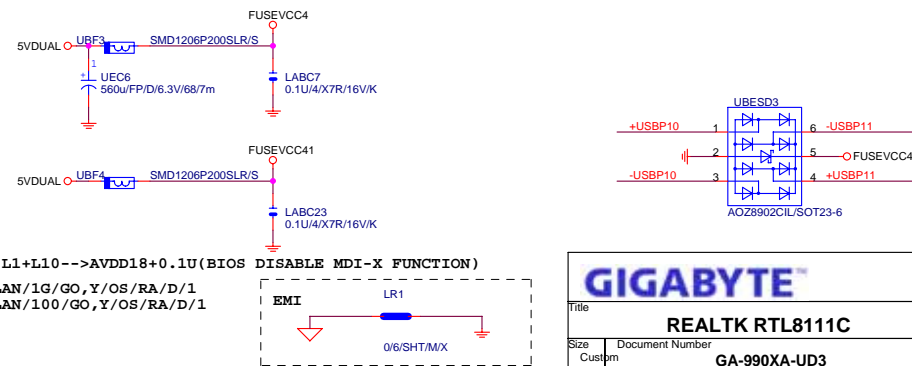 FUSEVCC4
5VDUAL
UBF3
SMD1206P200SLR/S
1
+
UEC6
560u/FP/D/6.3V/68/7m
LABC7
0.1U/4/X7R/16V/K
UBESD3
+USBP10
1
6
-USBP11
2
5
FUSEVCC4
-USBP10
3
4
+USBP11
AOZ8902CIL/SOT23-6
FUSEVCC41
5VDUAL
UBF4
SMD1206P200SLR/S
LABC23
0.1U/4/X7R/16V/K
L1+L10-->AVDD18+0.1U(BIOS DISABLE MDI-X FUNCTION)
LAN/1G/GO,Y/OS/RA/D/1
LAN/100/GO,Y/OS/RA/D/1
EMI
LR1
0/6/SHT/M/X
GIGABYTE™
Title
REALTK RTL8111C
Size
Document Number
Custom
GA-990XA-UD3